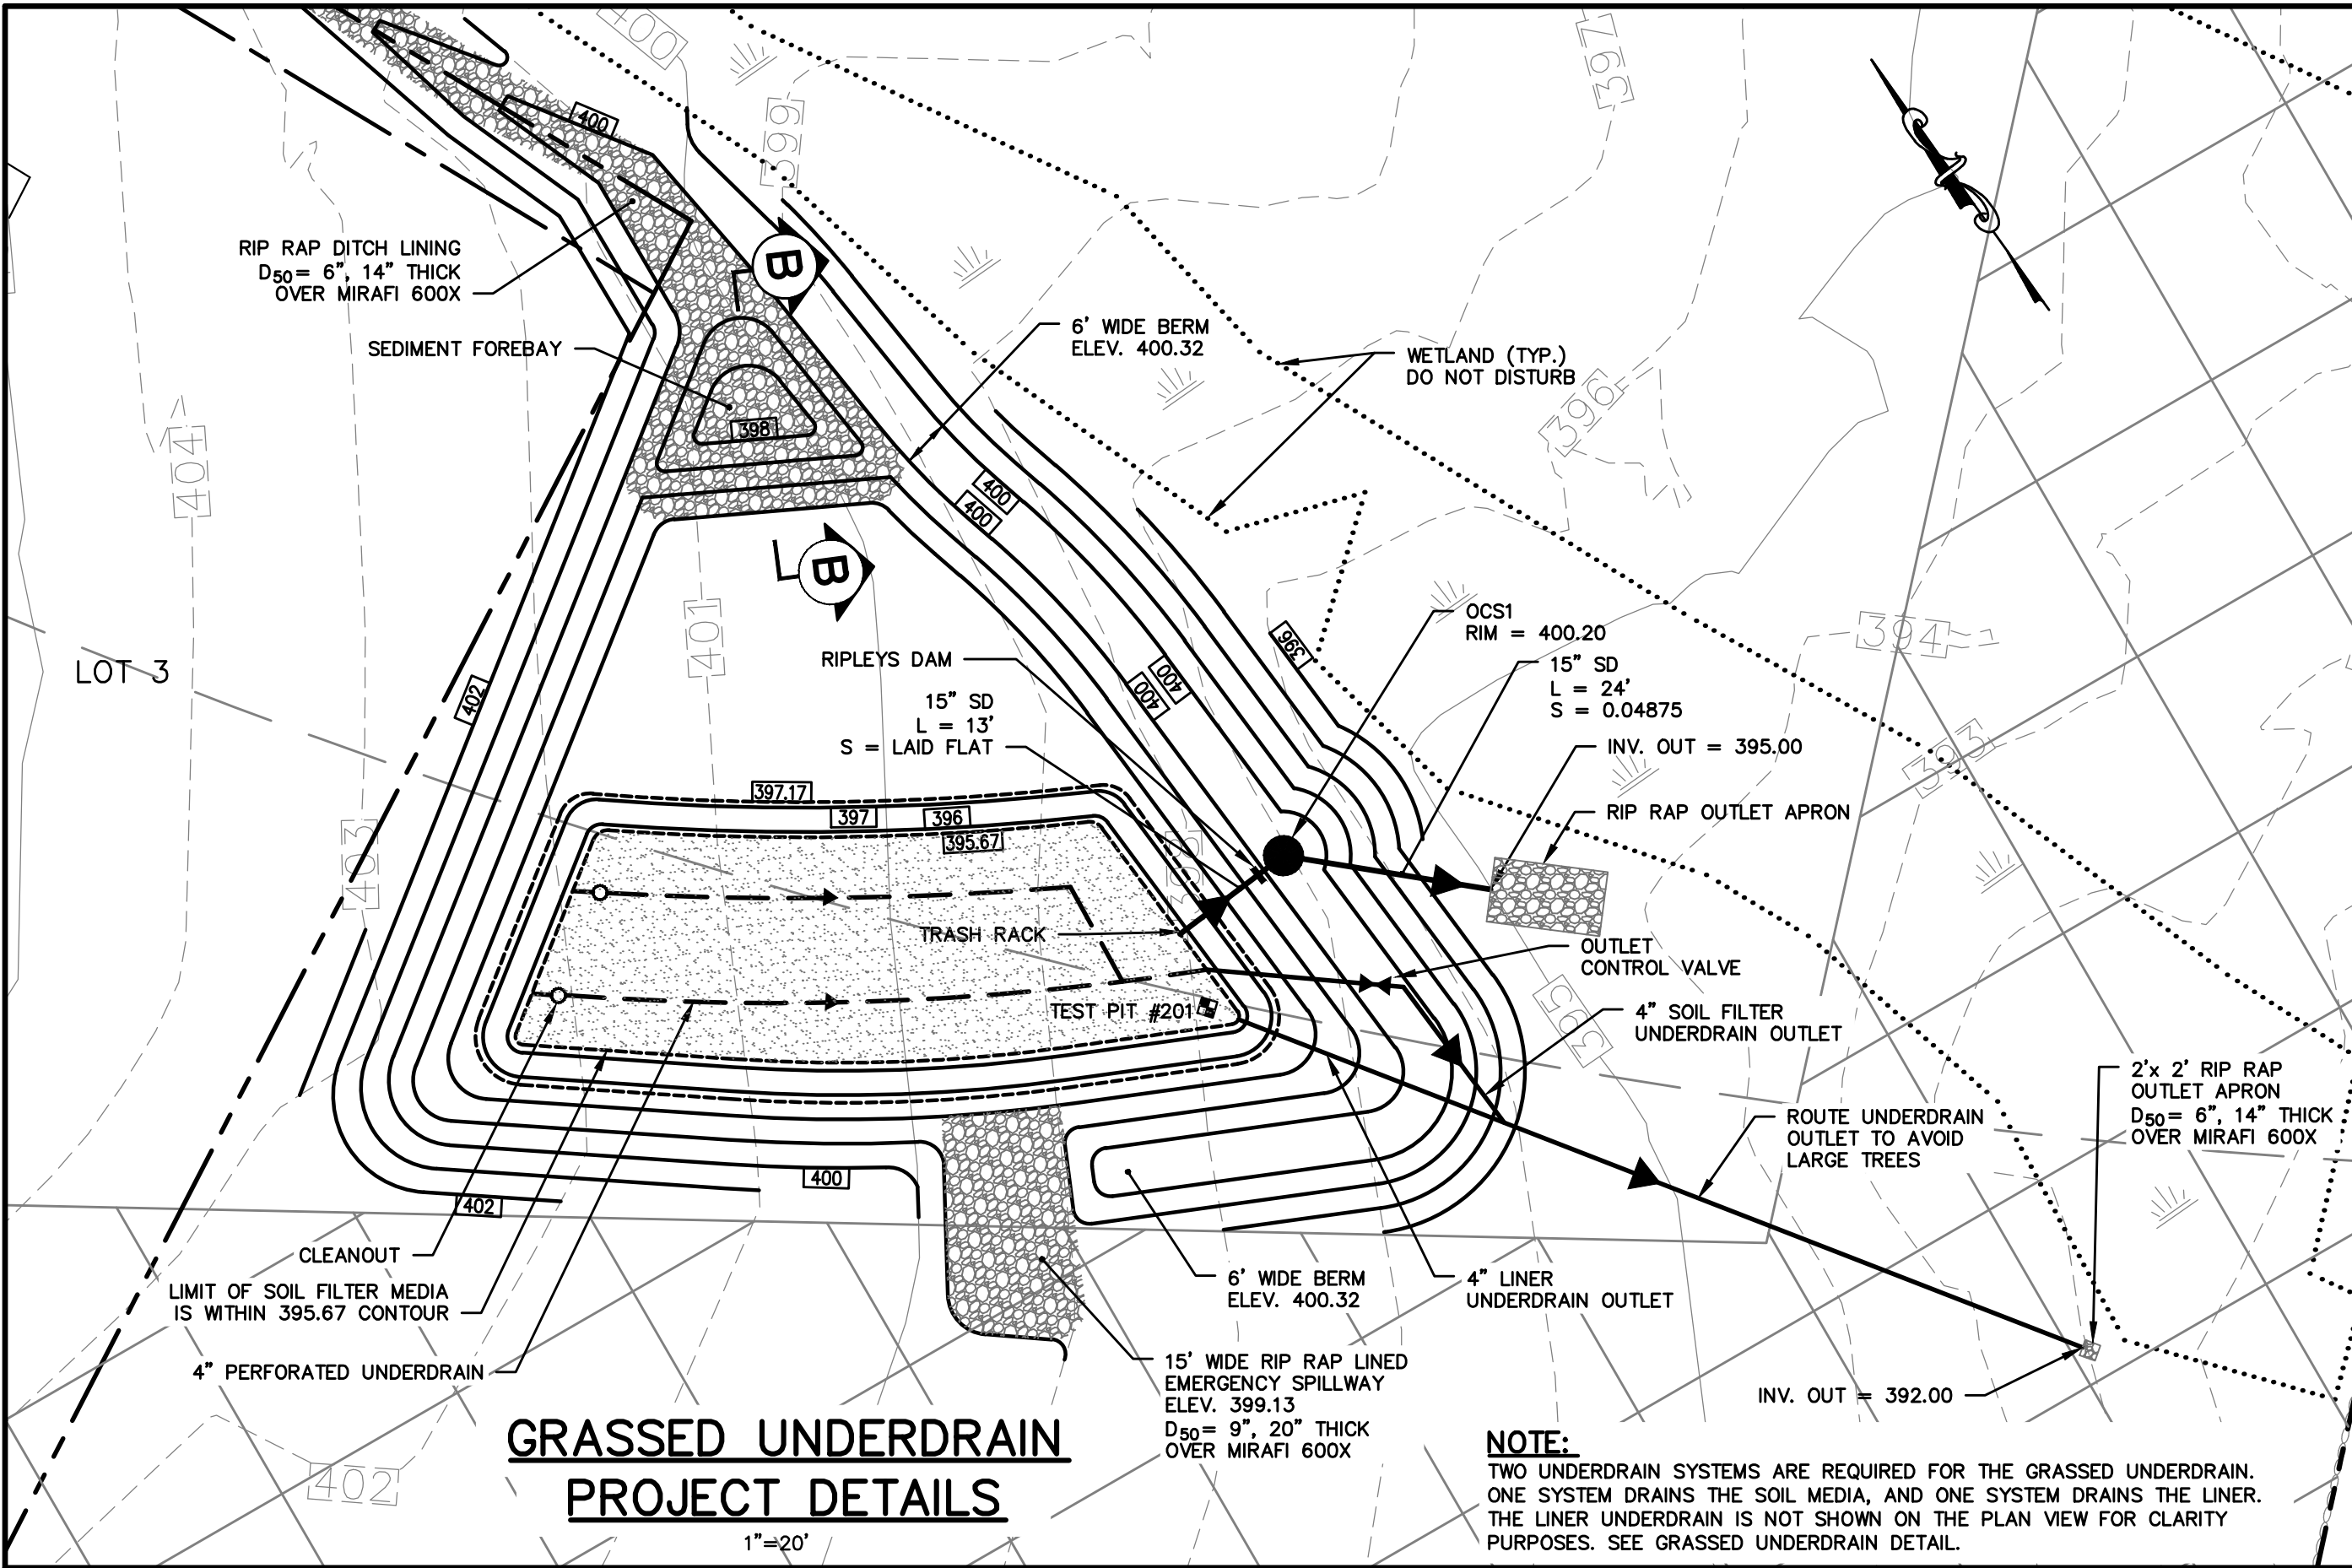 400
399
397
400
B
RIP RAP DITCH LINING
D50= 6", 14" THICK
OVER MIRAFI 600X
SEDIMENT FOREBAY
398
6' WIDE BERM
ELEV. 400.32
WETLAND (TYP.)
DO NOT DISTURB
396
404
400
400
B
401
LOT 3
402
RIPLEYS DAM
15" SD
L = 13'
S = LAID FLAT
400
400
396
OCS1
RIM = 400.20
15" SD
L = 24'
S = 0.04875
394
393
INV. OUT = 395.00
RIP RAP OUTLET APRON
397.17
397
396
395.67
403
TRASH RACK
TEST PIT #201
OUTLET
CONTROL VALVE
395
4" SOIL FILTER
UNDERDRAIN OUTLET
2'x 2' RIP RAP
OUTLET APRON
D50= 6", 14" THICK
OVER MIRAFI 600X
ROUTE UNDERDRAIN
OUTLET TO AVOID
LARGE TREES
400
402
CLEANOUT
LIMIT OF SOIL FILTER MEDIA
IS WITHIN 395.67 CONTOUR
4" PERFORATED UNDERDRAIN
6' WIDE BERM
ELEV. 400.32
4" LINER
UNDERDRAIN OUTLET
15' WIDE RIP RAP LINED
EMERGENCY SPILLWAY
ELEV. 399.13
D50= 9", 20" THICK
OVER MIRAFI 600X
INV. OUT = 392.00
402
GRASSED UNDERDRAIN
PROJECT DETAILS
1"=20'
NOTE:
TWO UNDERDRAIN SYSTEMS ARE REQUIRED FOR THE GRASSED UNDERDRAIN.
ONE SYSTEM DRAINS THE SOIL MEDIA, AND ONE SYSTEM DRAINS THE LINER.
THE LINER UNDERDRAIN IS NOT SHOWN ON THE PLAN VIEW FOR CLARITY
PURPOSES. SEE GRASSED UNDERDRAIN DETAIL.